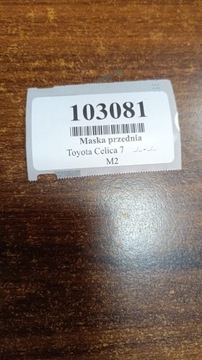 103081
Maska przednia
Toyota Celica 7
M2